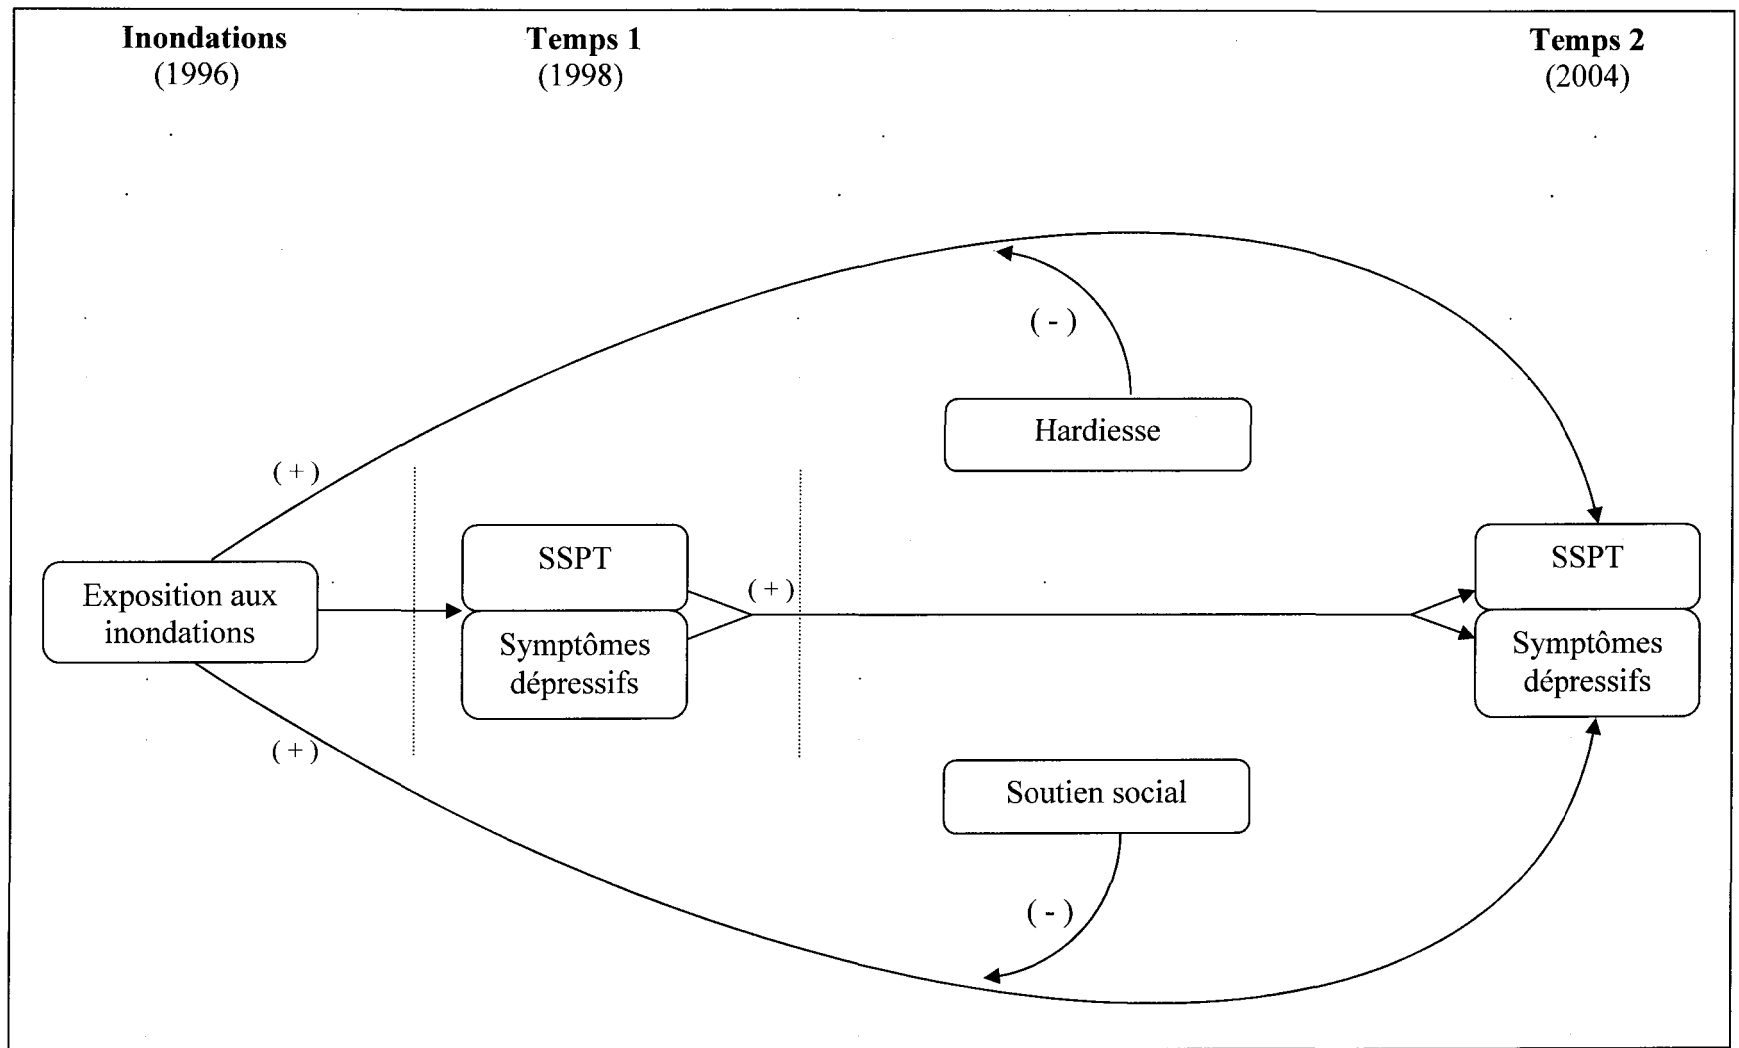 Inondations
(1996)
Temps 1
(1998)
Temps 2
(2004)
( - )
Hardiesse
( + )
Exposition aux
inondations
SSPT
Symptômes
dépressifs
( + )
SSPT
Symptômes
dépressifs
( + )
Soutien social
( - )